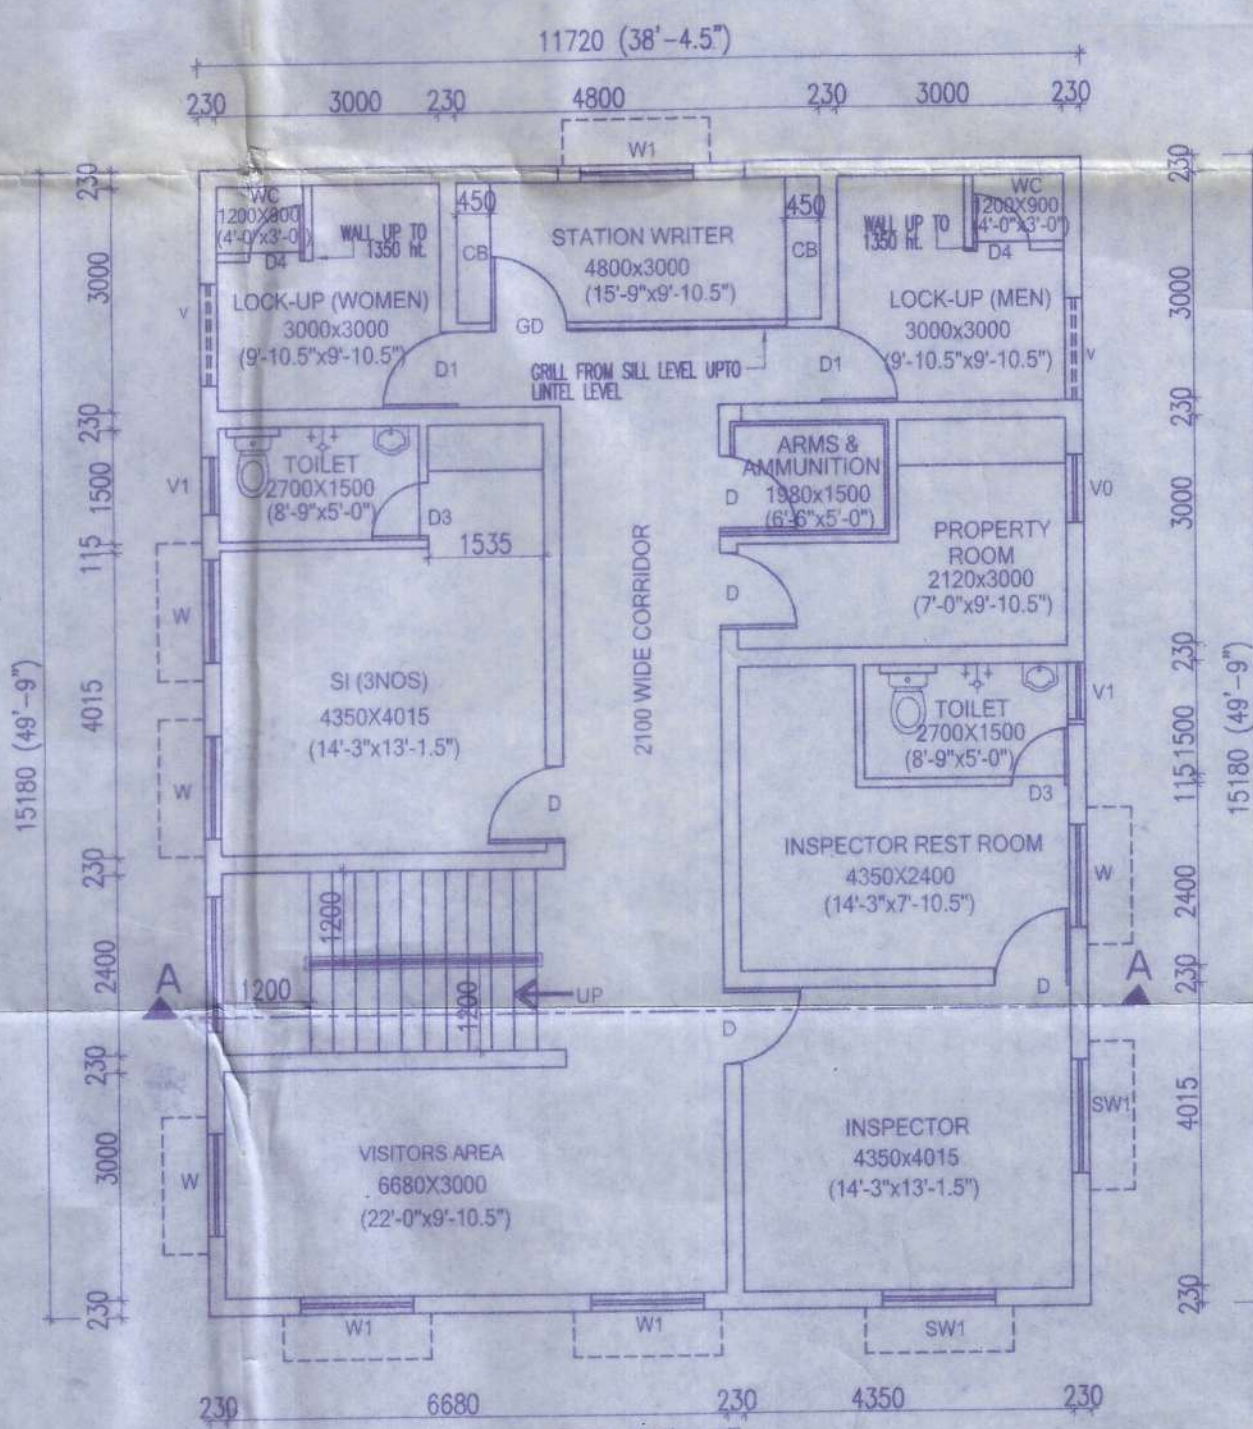 11720 (38'-4.5")
230 3000 230 4800 230 3000 230
W1
WC
1200X900
(4'-0"x3'-0")
D4
WALL UP TO
1350 ht.
450
CB
STATION WRITER
4800x3000
(15'-9"x9'-10.5")
450
CB
WALL UP TO
1350 ht.
WC
1200X900
(4'-0"x3'-0")
D4
LOCK-UP (WOMEN)
3000x3000
(9'-10.5"x9'-10.5")
V
D1
GD
GRILL FROM SILL LEVEL UPTO
LINTEL LEVEL
D1
LOCK-UP (MEN)
3000x3000
(9'-10.5"x9'-10.5")
V
TOILET
2700X1500
(8'-9"x5'-0")
V1
D3
1535
ARMS &
AMMUNITION
1980x1500
(6'-6"x5'-0")
D
PROPERTY
ROOM
2120x3000
(7'-0"x9'-10.5")
V0
D
2100 WIDE CORRIDOR
W
SI (3NOS)
4350X4015
(14'-3"x13'-1.5")
W
D
TOILET
2700X1500
(8'-9"x5'-0")
V1
D3
INSPECTOR REST ROOM
4350X2400
(14'-3"x7'-10.5")
W
D
1200
1200
1200
UP
A
A
D
VISITORS AREA
6680X3000
(22'-0"x9'-10.5")
W
INSPECTOR
4350x4015
(14'-3"x13'-1.5")
SW1
W1
W1
SW1
15180 (49'-9")
230
3000
230
1500
115
4015
230
2400
230
3000
230
230
3000
230
3000
230
1500
115
2400
230
4015
230
15180 (49'-9")
230 6680 230 4350 230